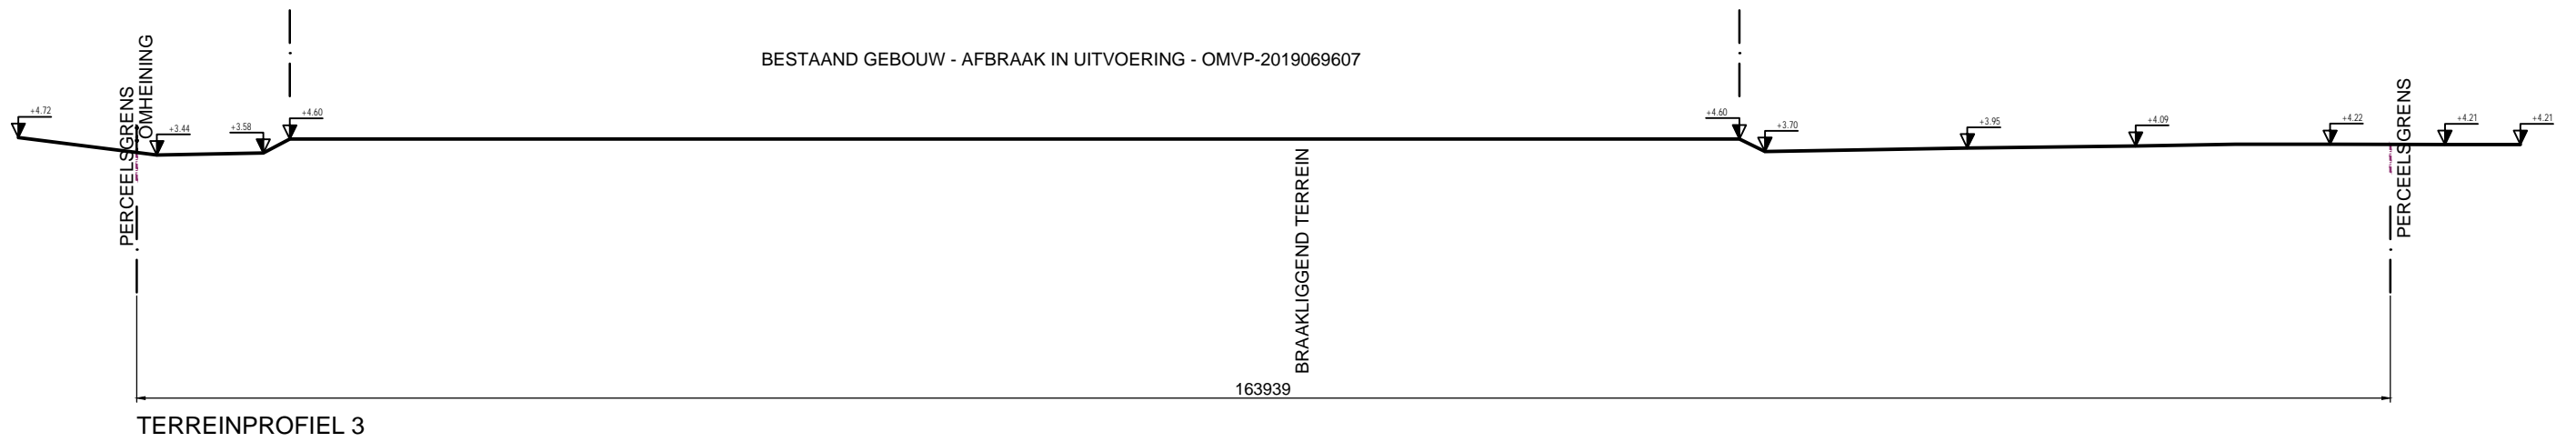 BESTAAND GEBOUW - AFBRAAK IN UITVOERING - OMVP-2019069607
PERCEELSGRENS
OMHEINING
+4.72
+3.44
+3.58
+4.60
+4.60
+3.70
+3.95
+4.09
+4.22
+4.21
+4.21
PERCEELSGRENS
BRAAKLIGGEND TERREIN
163939
TERREINPROFIEL 3